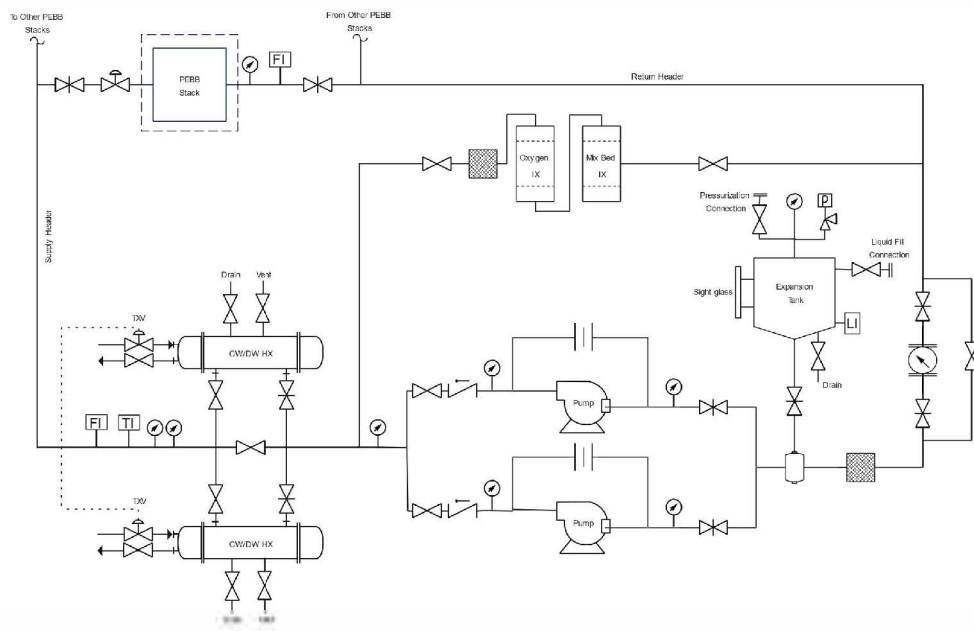 To Other PEBB
Stacks
From Other PEBB
Stacks
FI
PEBB
Stack
Return Header
Oxygen
IX
Mix Bed
IX
Pressurization
Connection
P
Liquid Fill
Connection
Supply Header
Drain
Vent
Sight glass
Expansion
Tank
TXV
LI
CW/DW HX
Drain
Pump
FI
TI
TXV
Pump
CW/DW HX